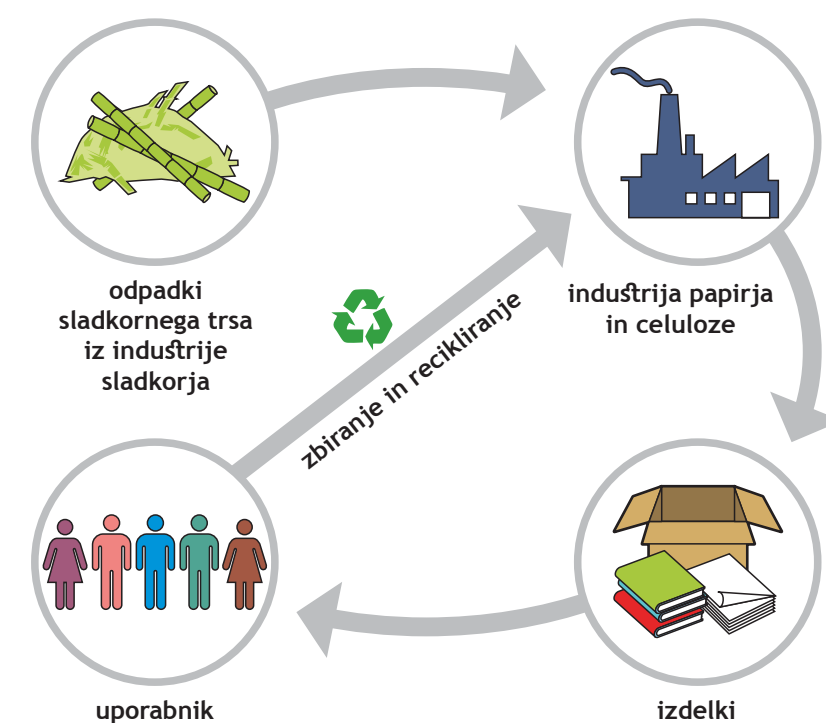 odpadki
sladkornega trsa
iz industrije
sladkorja
industrija papirja
in celuloze
zbiranje in recikliranje
uporabnik
izdelki